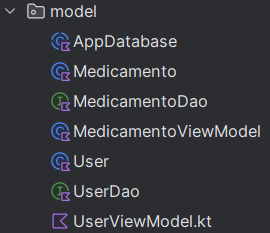 model
AppDatabase
Medicamento
MedicamentoDao
MedicamentoViewModel
User
UserDao
UserViewModel.kt